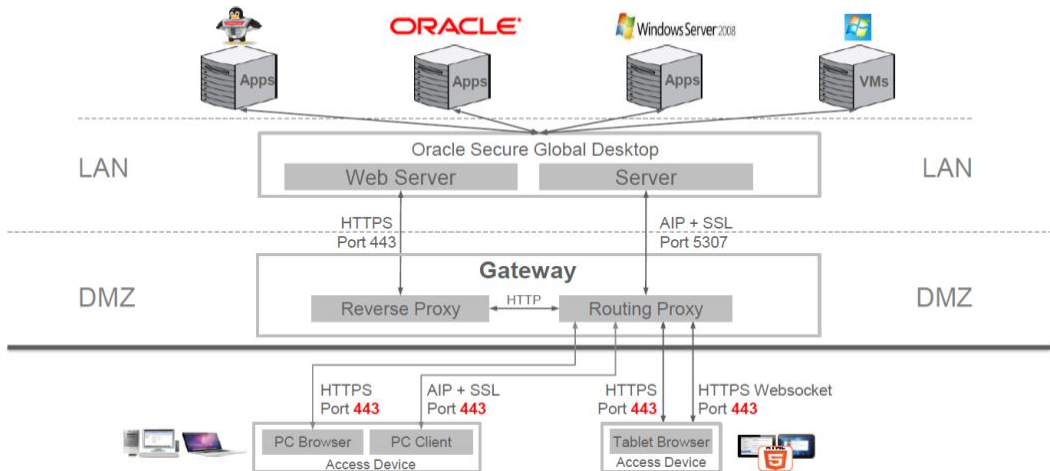 ORACLE
Windows Server 2008
Apps
Apps
Apps
VMs
LAN
Oracle Secure Global Desktop
Web Server
Server
LAN
HTTPS
Port 443
AIP + SSL
Port 5307
DMZ
Gateway
Reverse Proxy
HTTP
Routing Proxy
DMZ
HTTPS
Port 443
AIP + SSL
Port 443
HTTPS
Port 443
HTTPS Websocket
Port 443
PC Browser
PC Client
Access Device
Tablet Browser
Access Device
HTML
5